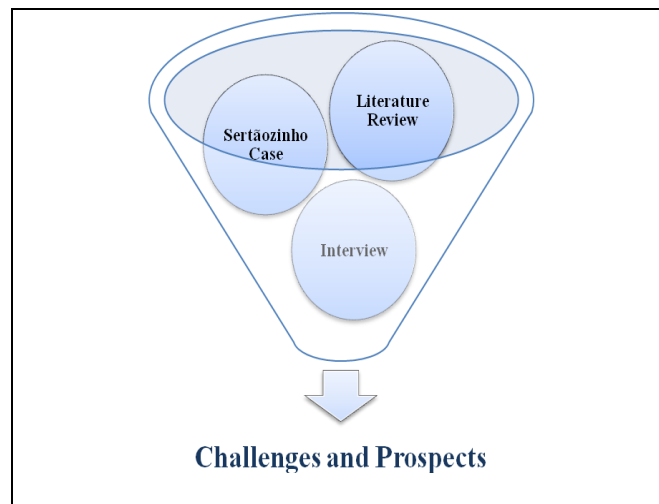 Literature
Review
Sertãozinho
Case
Interview
Challenges and Prospects